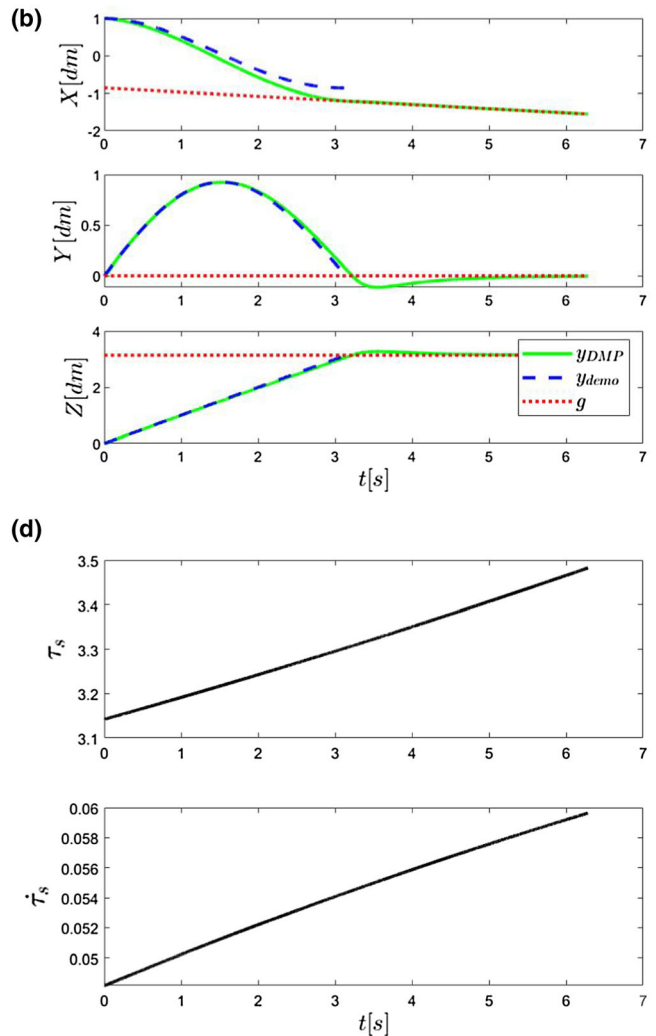 (b)
1
0
-1
-2
X[dm]
0 1 2 3 4 5 6 7
1
0.5
0
Y[dm]
0 1 2 3 4 5 6 7
4
2
0
Z[dm]
y_DMP
y_demo
g
0 1 2 3 4 5 6 7
t[s]
(d)
3.5
3.4
3.3
3.2
3.1
τ_s
0 1 2 3 4 5 6 7
0.06
0.058
0.056
0.054
0.052
0.05
τ̇_s
0 1 2 3 4 5 6 7
t[s]